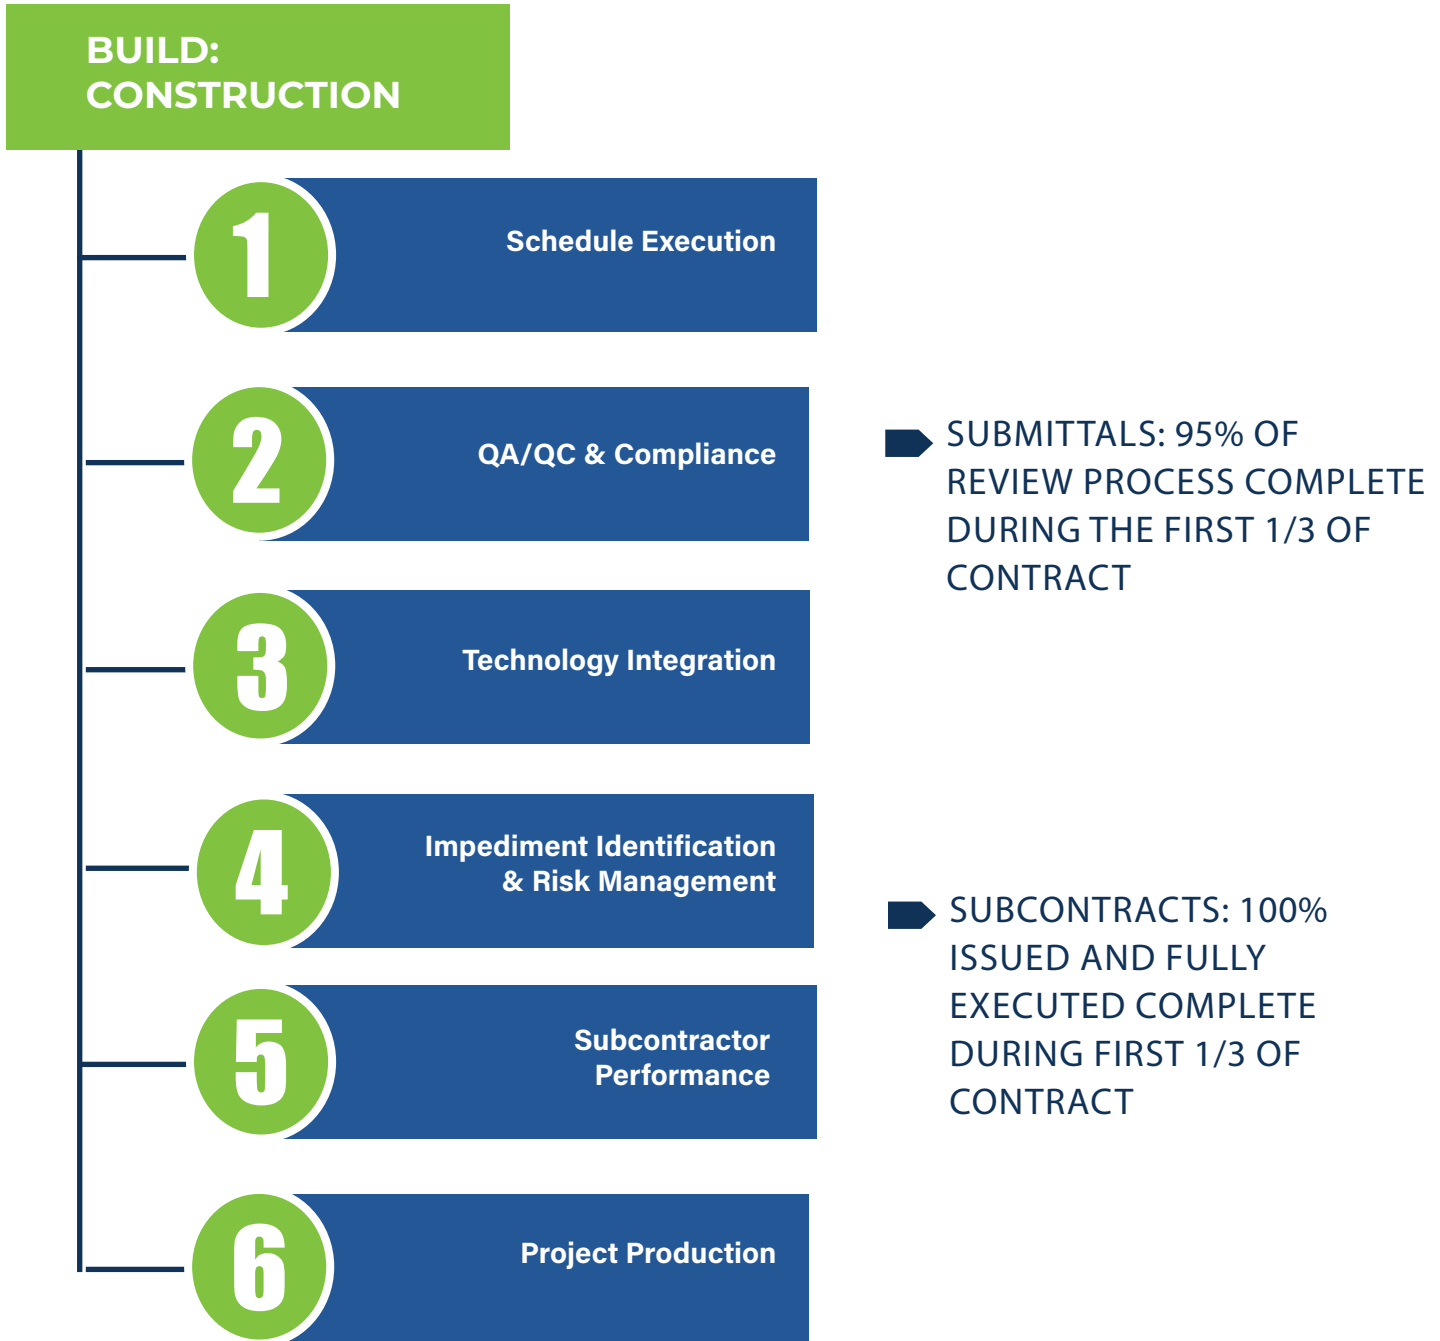 BUILD:
CONSTRUCTION
1
Schedule Execution
2
QA/QC & Compliance
SUBMITTALS: 95% OF
REVIEW PROCESS COMPLETE
DURING THE FIRST 1/3 OF
CONTRACT
3
Technology Integration
4
Impediment Identification
& Risk Management
SUBCONTRACTS: 100%
ISSUED AND FULLY
EXECUTED COMPLETE
DURING FIRST 1/3 OF
CONTRACT
5
Subcontractor
Performance
6
Project Production